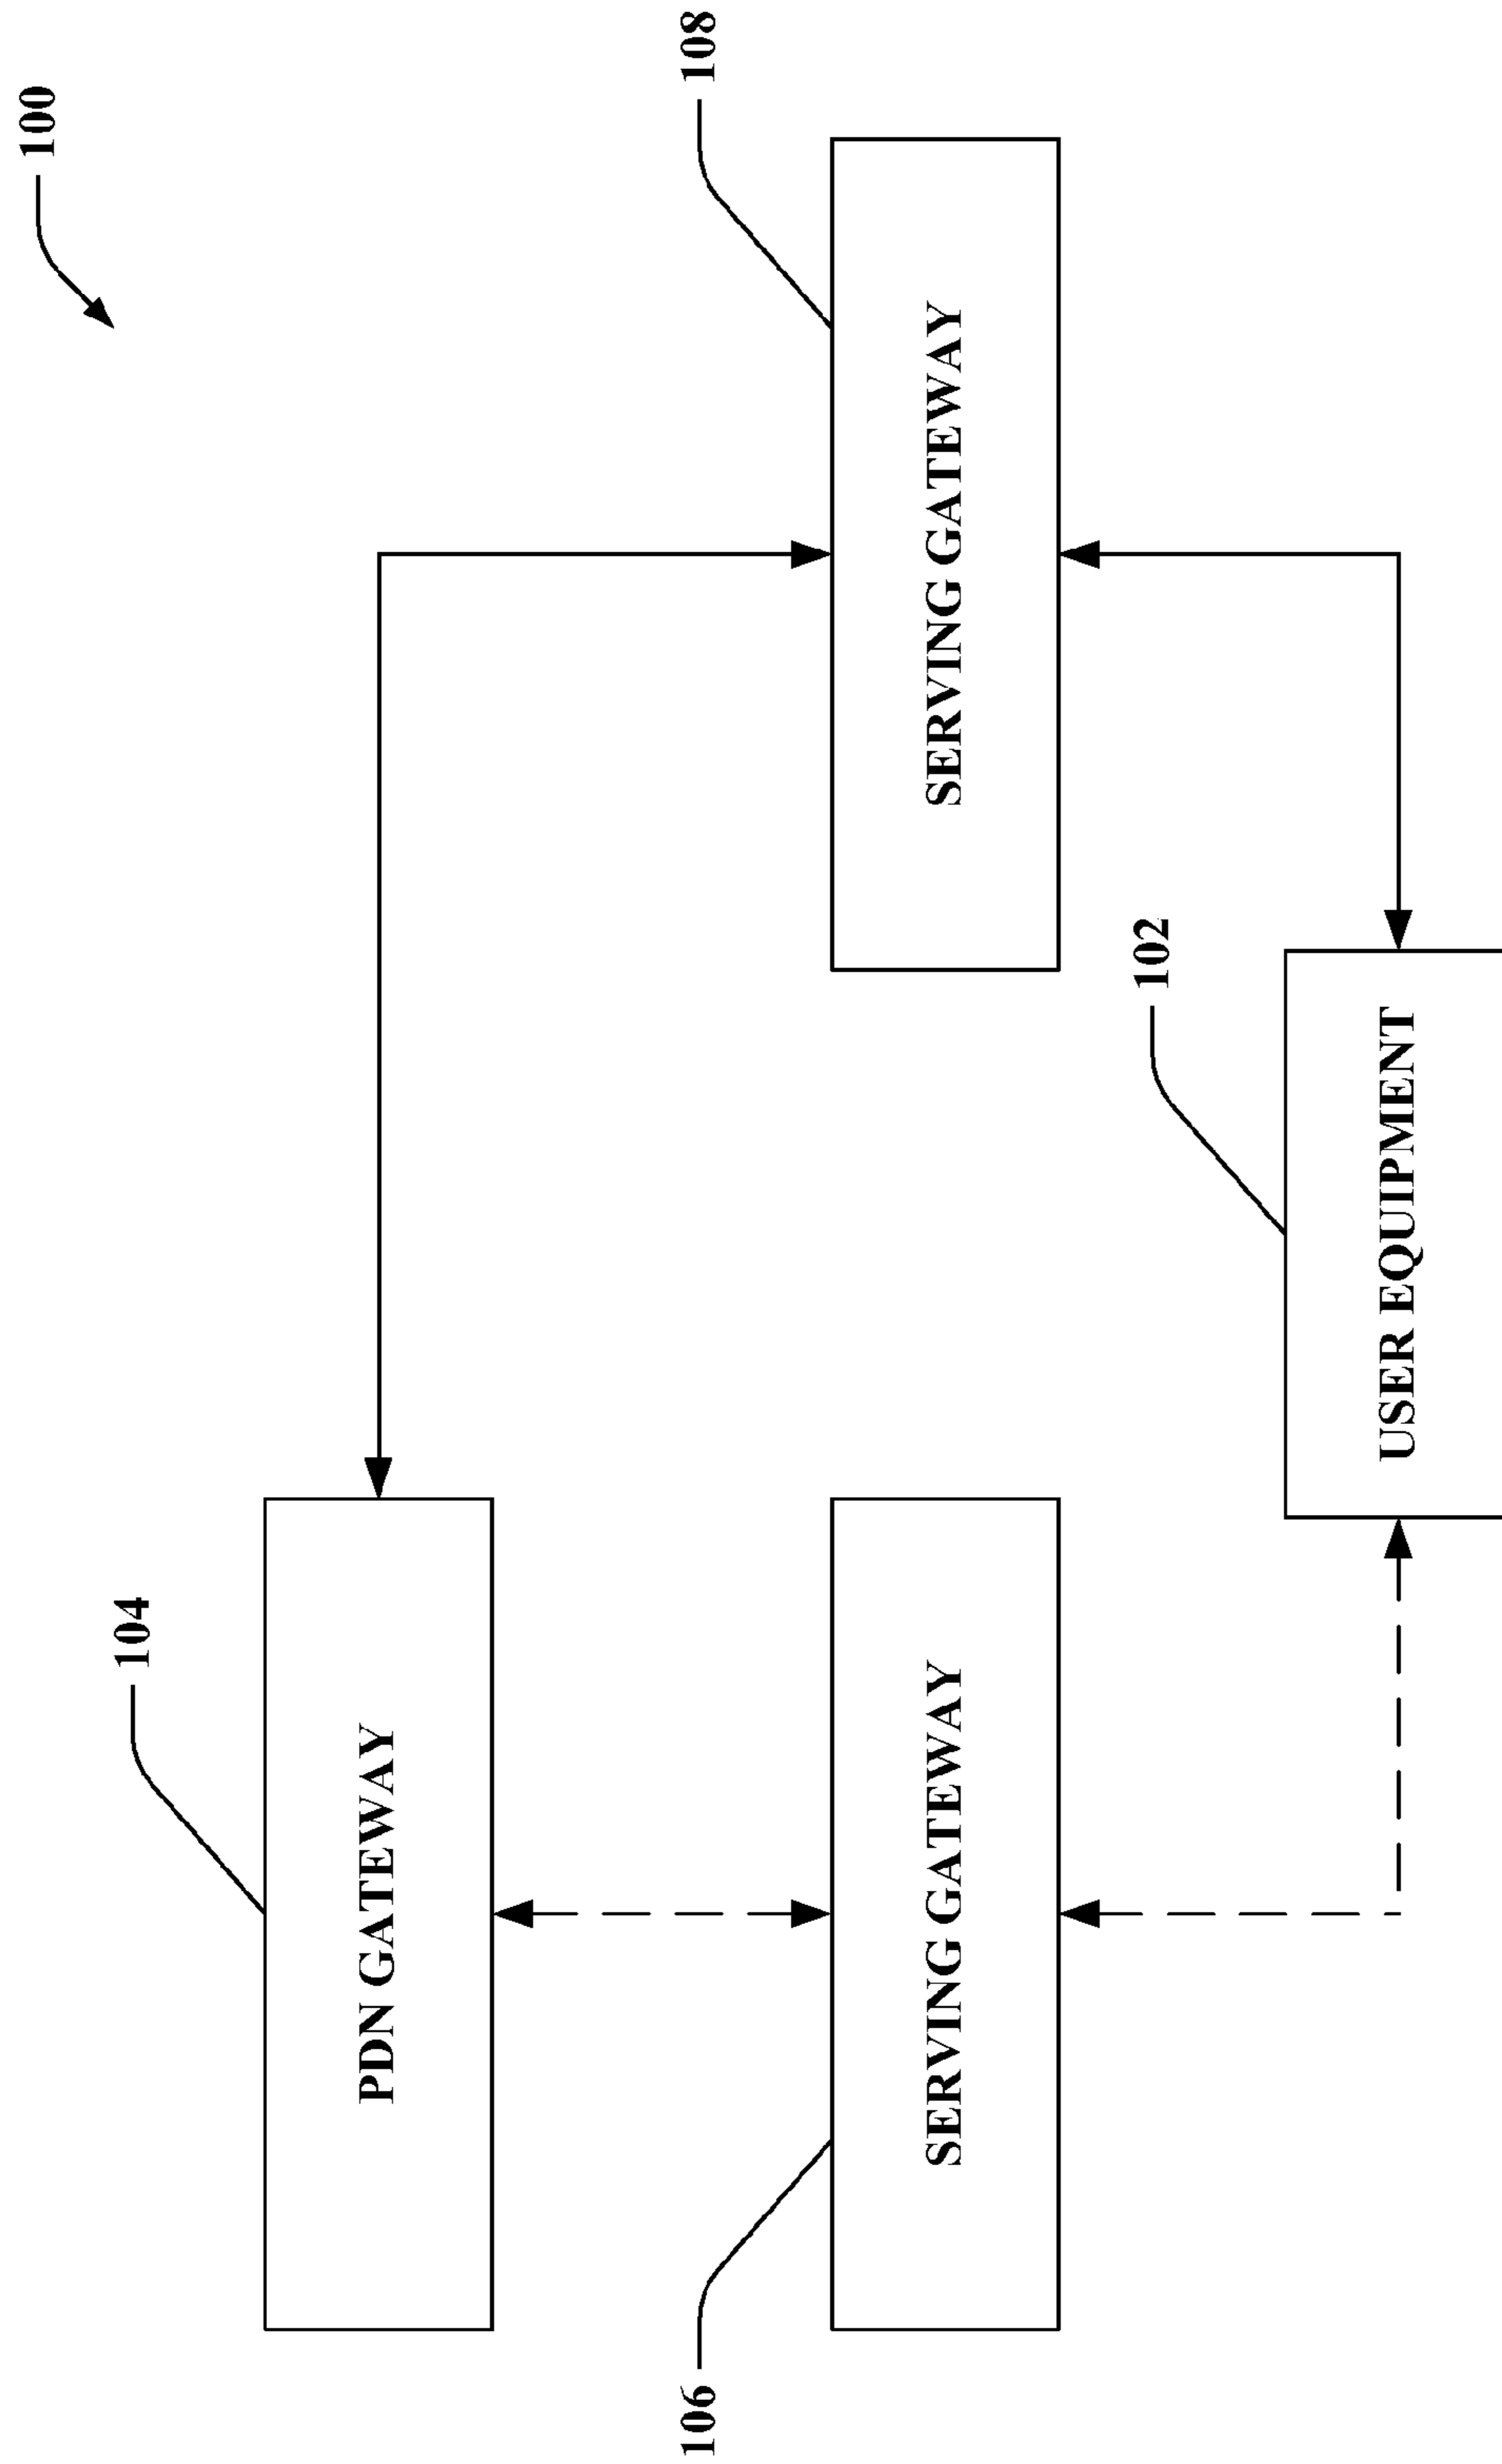 100
104
PDN GATEWAY
106
108
SERVING GATEWAY
SERVING GATEWAY
102
USER EQUIPMENT